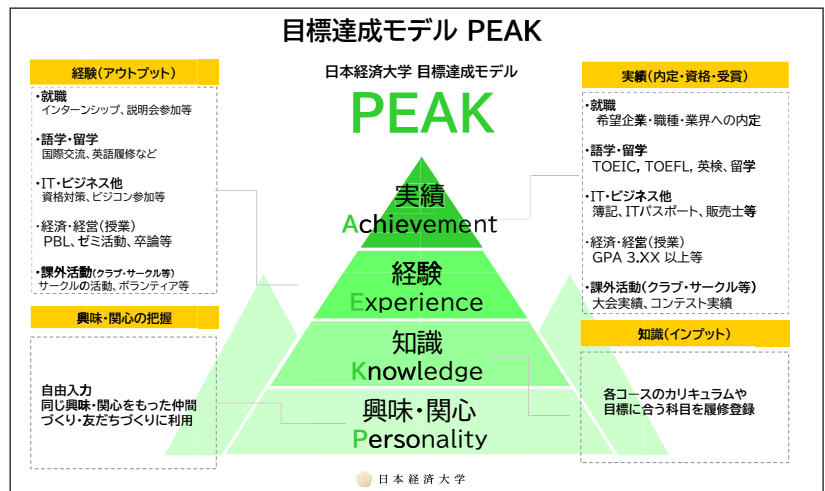 目標達成モデル PEAK
経験(アウトプット)
・就職
インターンシップ、説明会参加等
・語学・留学
国際交流、英語履修など
・IT・ビジネス他
資格対策、ビジコン参加等
・経済・経営(授業)
PBL、ゼミ活動、卒論等
・課外活動(クラブ・サークル等)
サークルの活動、ボランティア等
興味・関心の把握
自由入力
同じ興味・関心をもった仲間
づくり・友だちづくりに利用
日本経済大学 目標達成モデル
PEAK
実績
Achievement
経験
Experience
知識
Knowledge
興味・関心
Personality
実績(内定・資格・受賞)
・就職
希望企業・職種・業界への内定
・語学・留学
TOEIC, TOEFL, 英検、留学
・IT・ビジネス他
簿記、ITパスポート、販売士等
・経済・経営(授業)
GPA 3.XX 以上等
・課外活動(クラブ・サークル等)
大会実績、コンテスト実績
知識(インプット)
各コースのカリキュラムや
目標に合う科目を履修登録
日本経済大学